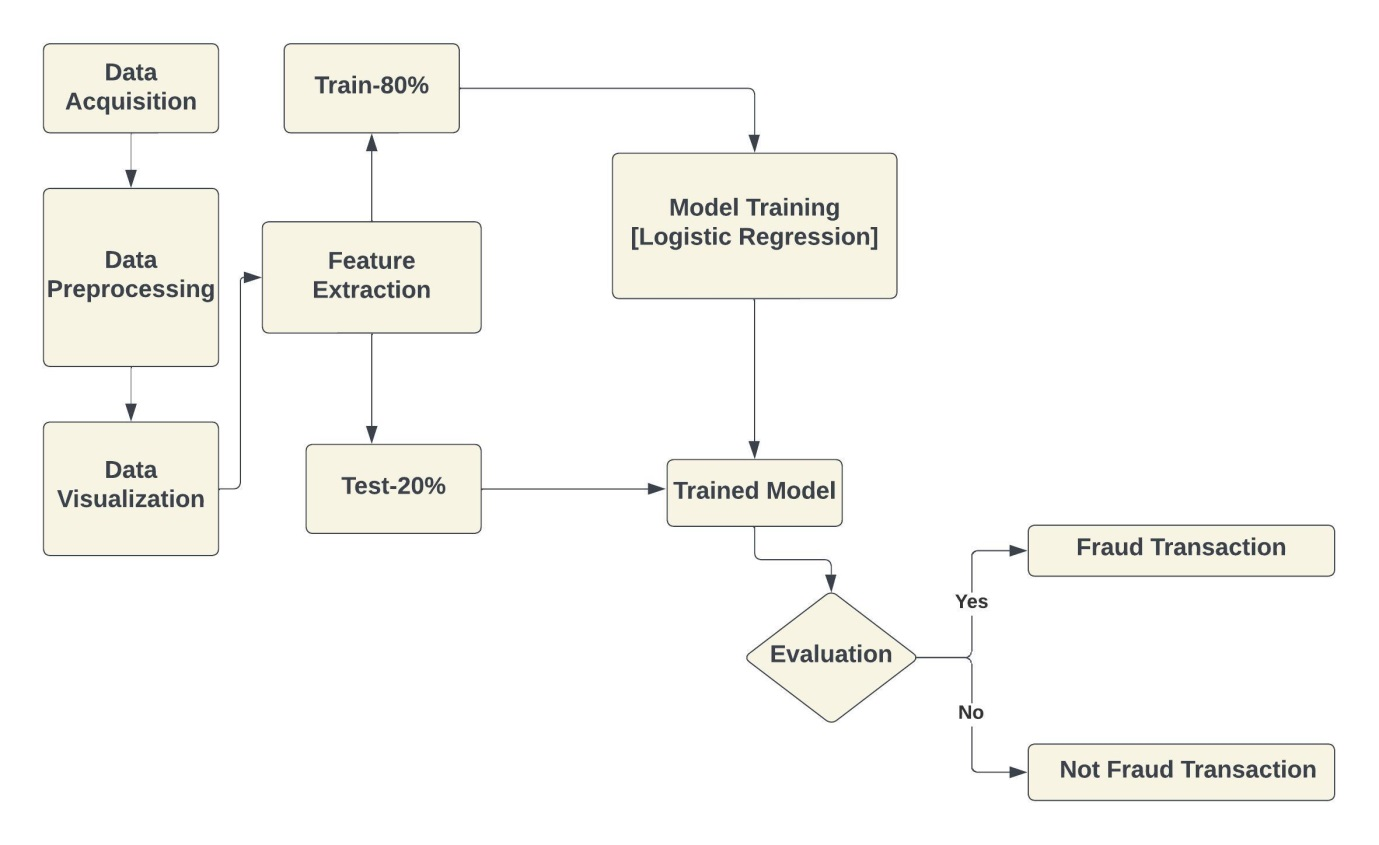 Data
Acquisition
Data
Preprocessing
Data
Visualization
Train-80%
Feature
Extraction
Test-20%
Model Training
[Logistic Regression]
Trained Model
Evaluation
Yes
No
Fraud Transaction
Not Fraud Transaction